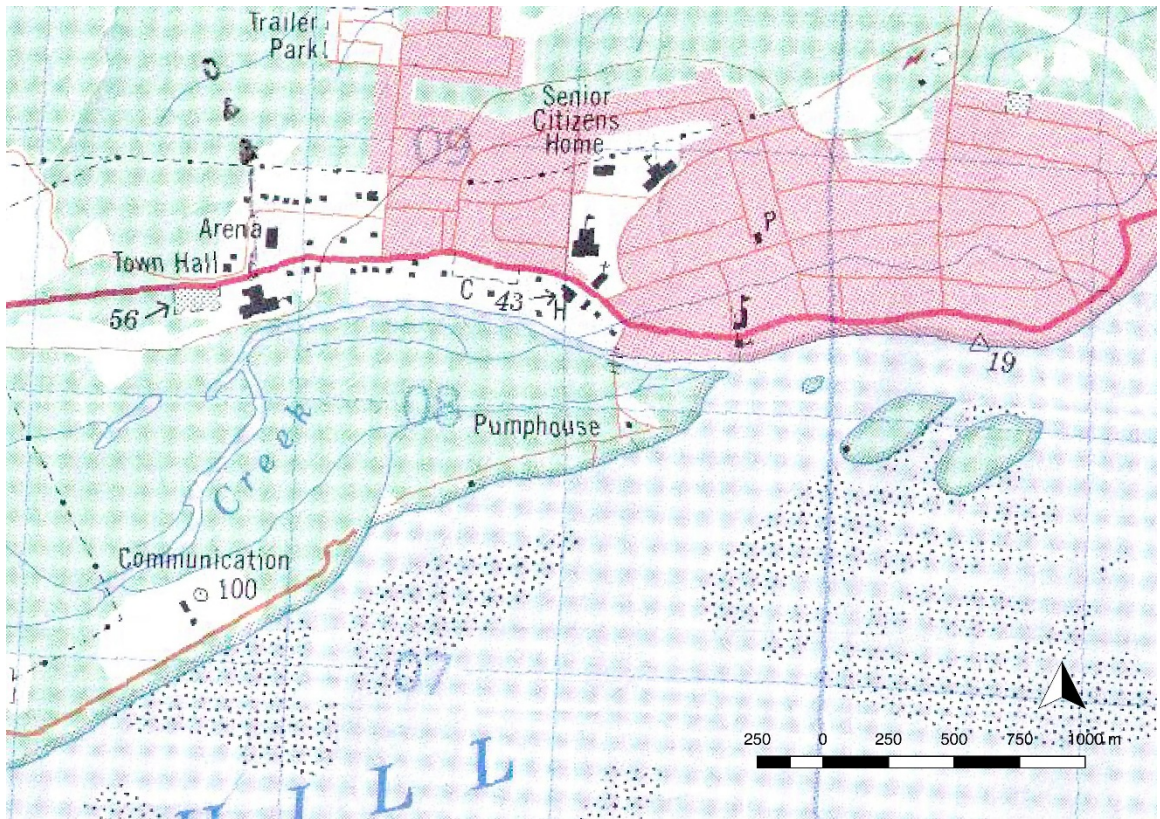 Trailer
Park
Senior
Citizens
Home
09
P
Arena
Town Hall
C
43
H
56
19
08
Pumphouse
Creek
Communication
100
07
I L L
250 0 250 500 750 1000 m